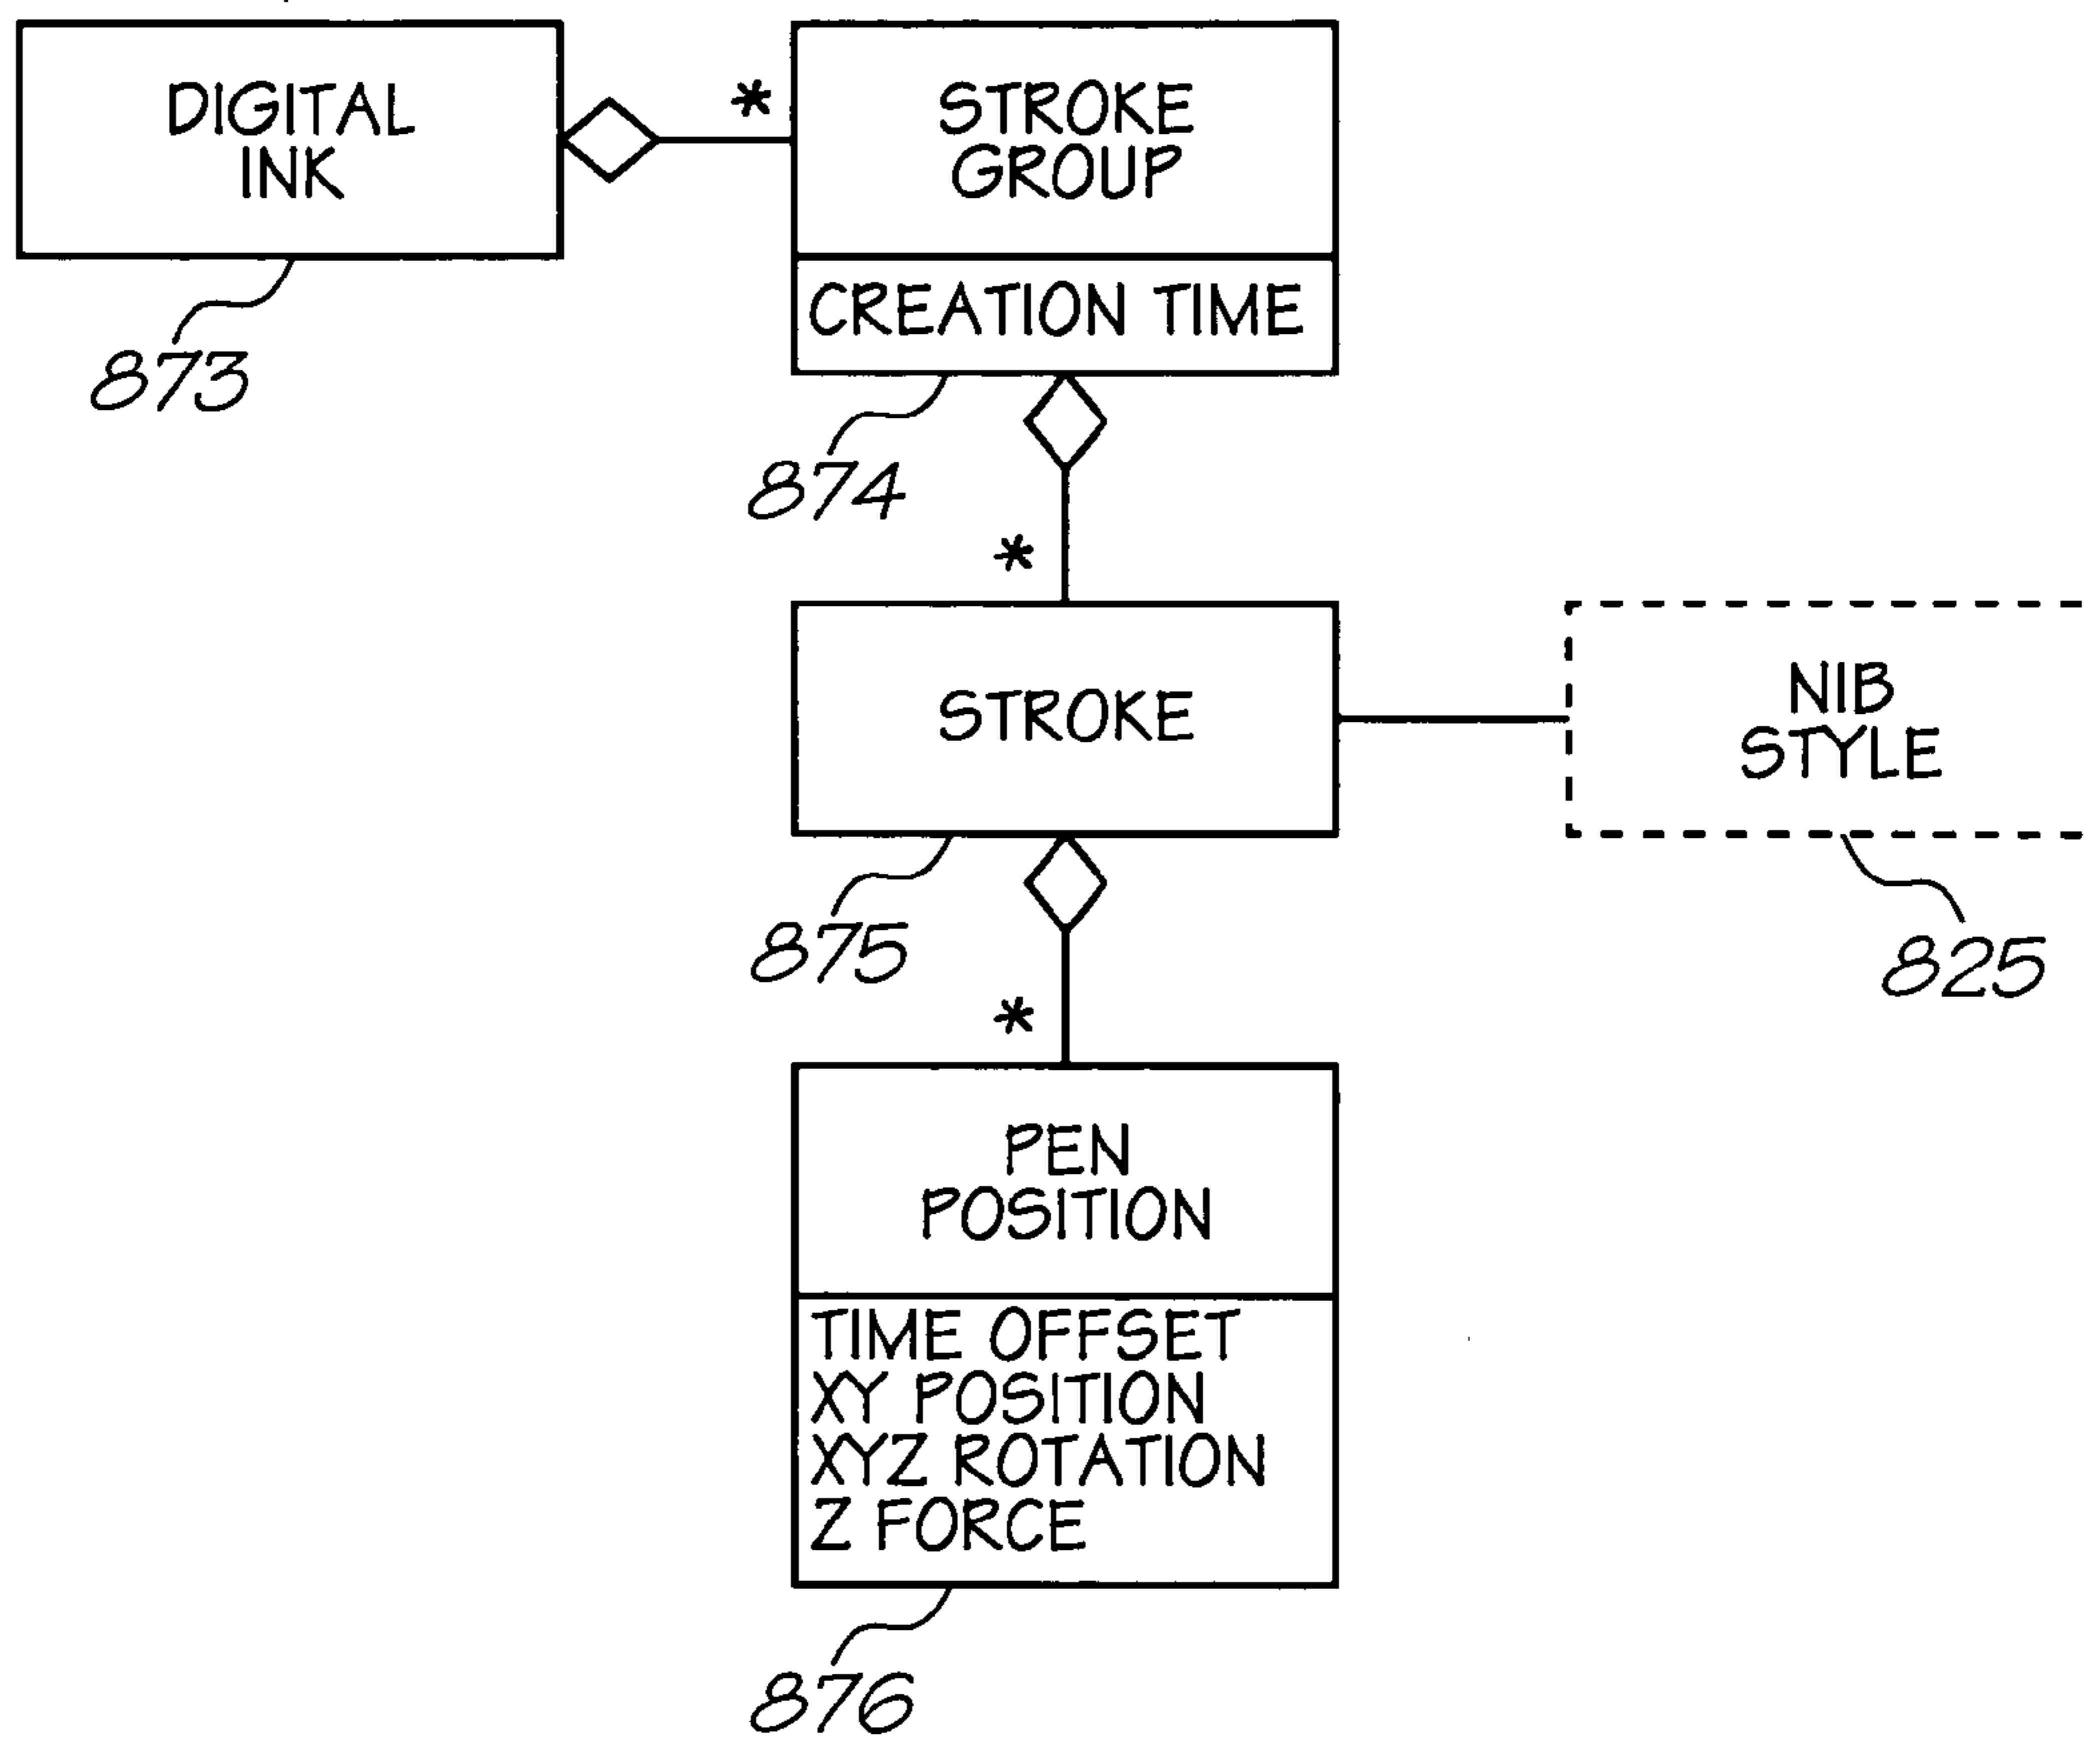 DIGITAL
INK
*
STROKE
GROUP
CREATION TIME
873
874
*
STROKE
NIB
STYLE
875
825
*
PEN
POSITION
TIME OFFSET
XY POSITION
XYZ ROTATION
Z FORCE
876